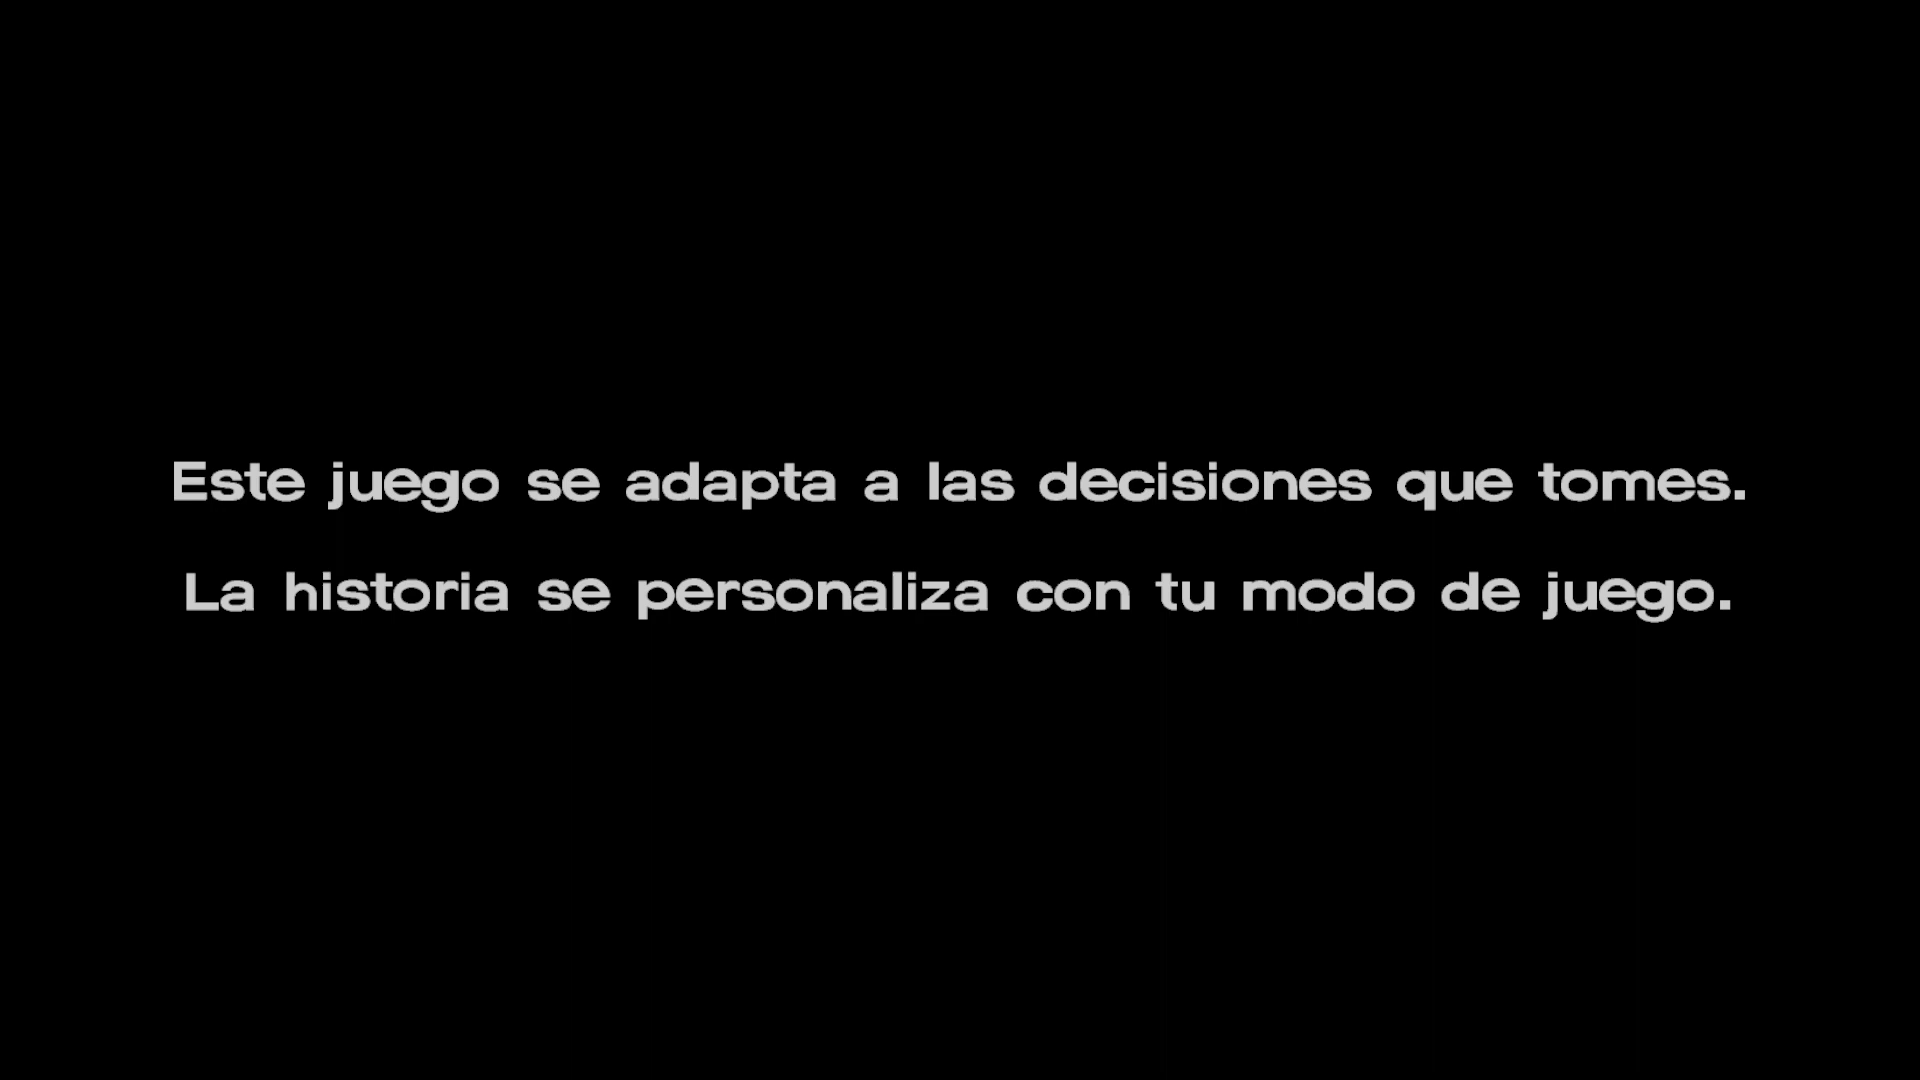 Este juego se adapta a las decisiones que tomes.
La historia se personaliza con tu modo de juego.